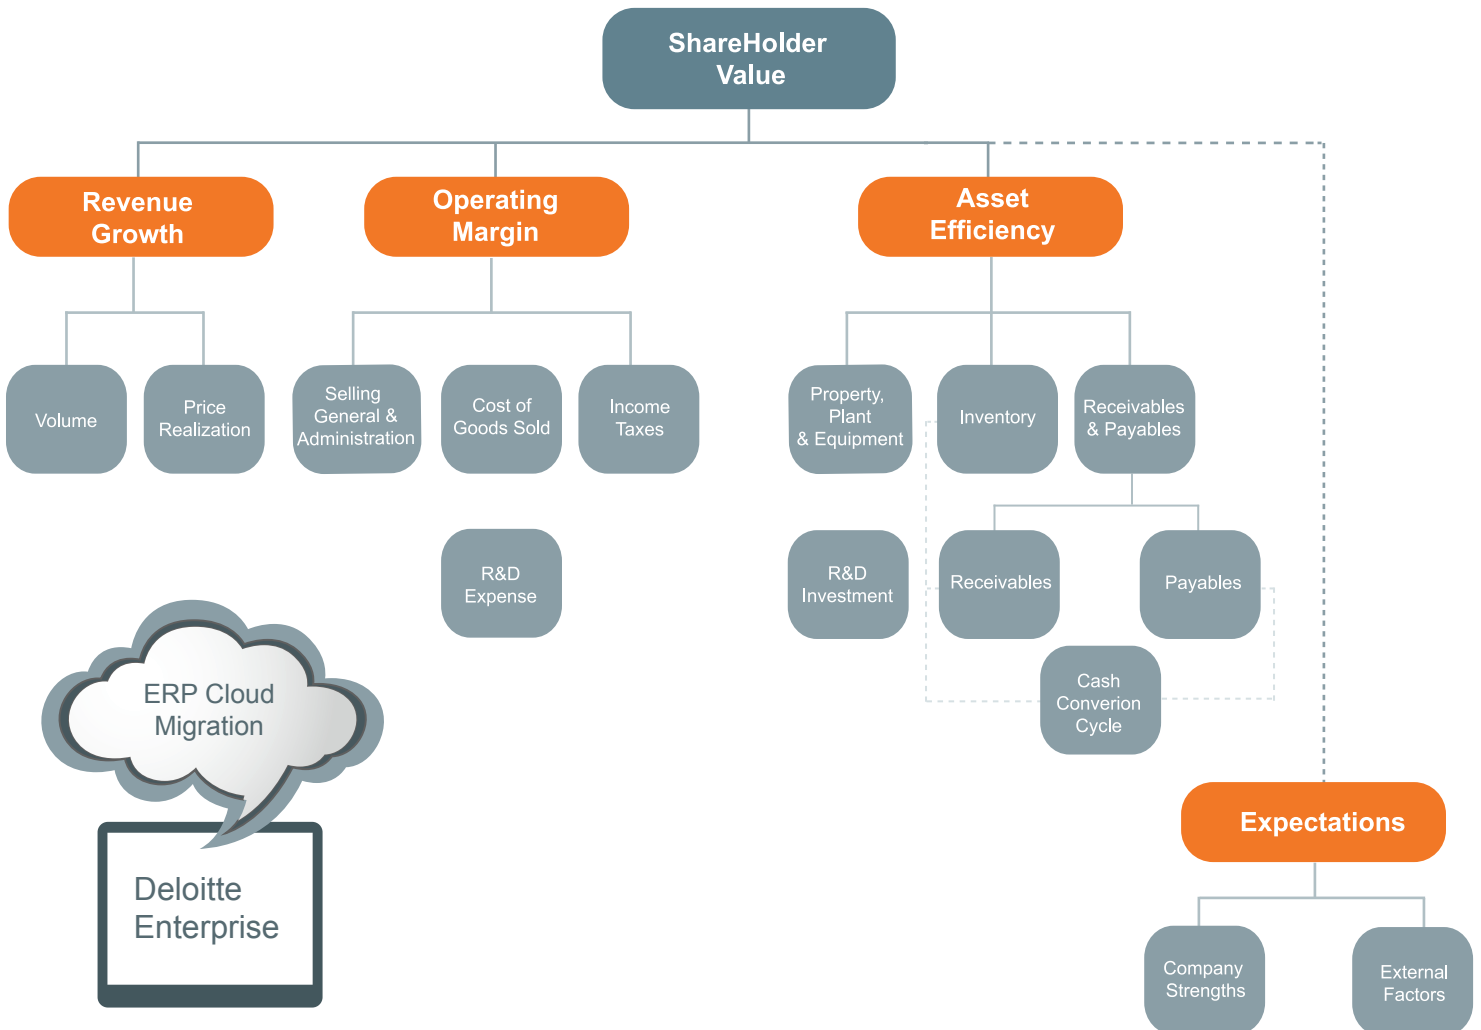 ShareHolder
Value
Revenue
Growth
Operating
Margin
Asset
Efficiency
Volume
Price
Realization
Selling
General &
Administration
Cost of
Goods Sold
Income
Taxes
Property,
Plant
& Equipment
Inventory
Receivables
& Payables
R&D
Expense
R&D
Investment
Receivables
Payables
Cash
Converion
Cycle
ERP Cloud
Migration
Deloitte
Enterprise
Expectations
Company
Strengths
External
Factors